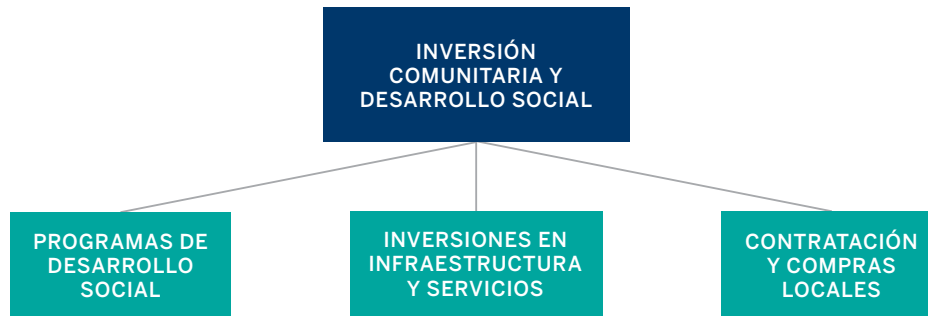 INVERSIÓN
COMUNITARIA Y
DESARROLLO SOCIAL
PROGRAMAS DE
DESARROLLO
SOCIAL
INVERSIONES EN
INFRAESTRUCTURA
Y SERVICIOS
CONTRATACIÓN
Y COMPRAS
LOCALES